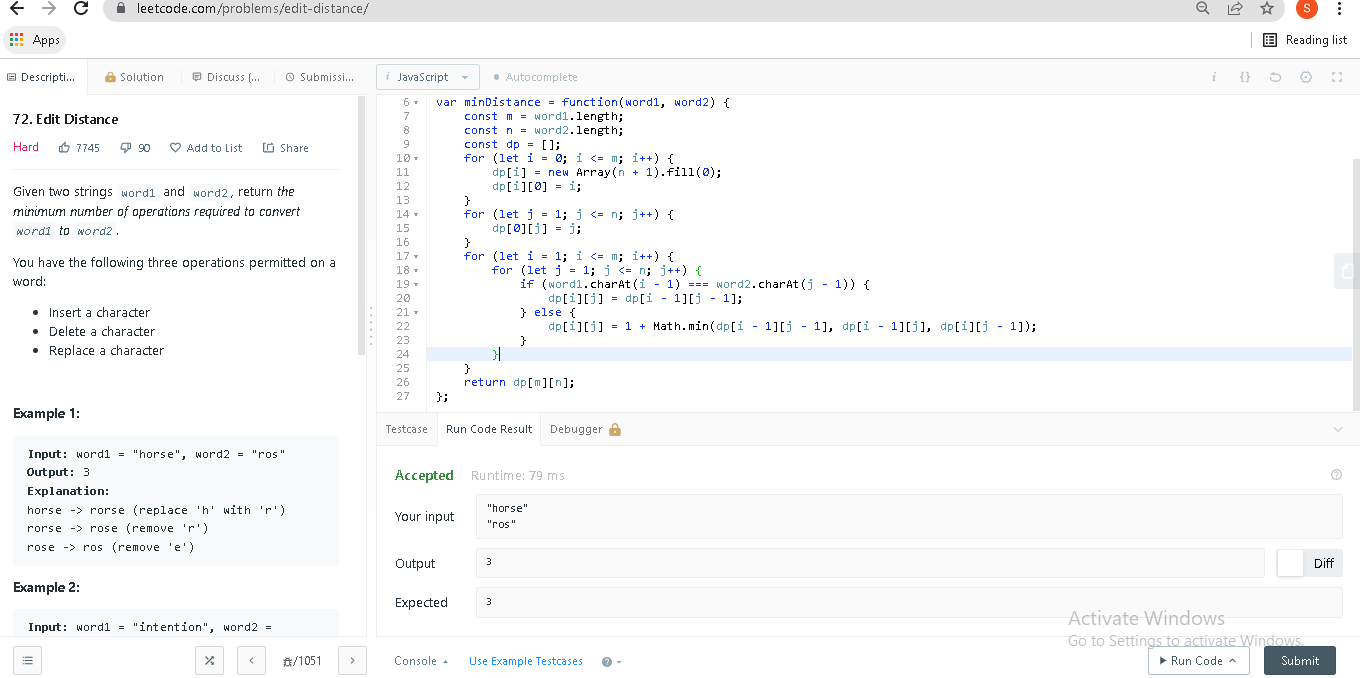 leetcode.com/problems/edit-distance/
S
Apps
Reading list
Descripti...
Solution
Discuss (...
Submissi...
i JavaScript
Autocomplete
i {}
72. Edit Distance
Hard 7745 90 Add to List Share
Given two strings word1 and word2, return the
minimum number of operations required to convert
word1 to word2.
You have the following three operations permitted on a
word:
• Insert a character
• Delete a character
• Replace a character
Example 1:
Input: word1 = "horse", word2 = "ros"
Output: 3
Explanation:
horse -> rorse (replace 'h' with 'r')
rorse -> rose (remove 'r')
rose -> ros (remove 'e')
Example 2:
Input: word1 = "intention", word2 =
/1051
6 var minDistance = function(word1, word2) {
7     const m = word1.length;
8     const n = word2.length;
9     const dp = [];
10     for (let i = 0; i <= m; i++) {
11         dp[i] = new Array(n + 1).fill(0);
12         dp[i][0] = i;
13     }
14     for (let j = 1; j <= n; j++) {
15         dp[0][j] = j;
16     }
17     for (let i = 1; i <= m; i++) {
18         for (let j = 1; j <= n; j++) {
19             if (word1.charAt(i - 1) === word2.charAt(j - 1)) {
20                 dp[i][j] = dp[i - 1][j - 1];
21             } else {
22                 dp[i][j] = 1 + Math.min(dp[i - 1][j - 1], dp[i - 1][j], dp[i][j - 1]);
23             }
24         }
25     }
26     return dp[m][n];
27 };
Testcase
Run Code Result
Debugger
Accepted Runtime: 79 ms
Your input
"horse"
"ros"
Output
3
Diff
Expected
3
Activate Windows
Go to Settings to activate Windows.
Console
Use Example Testcases
?
Run Code
Submit